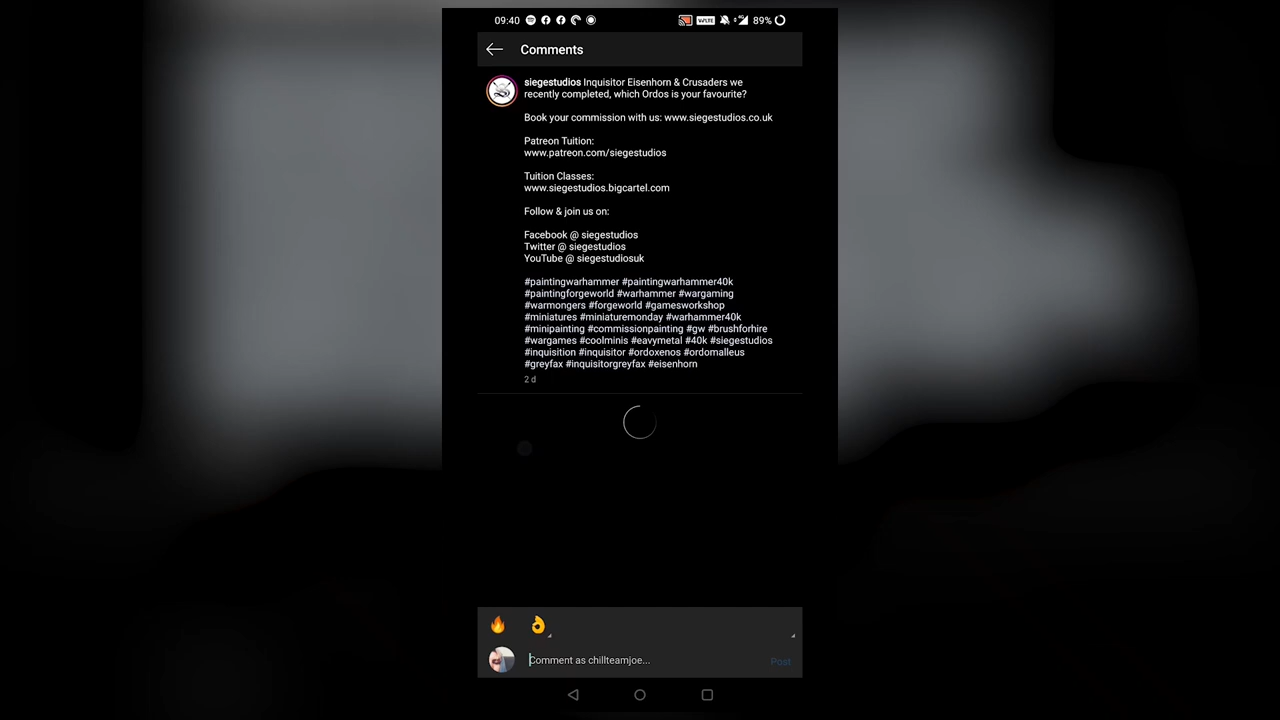 09:40
VoLTE
89%
Comments
siegestudios Inquisitor Eisenhorn & Crusaders we
recently completed, which Ordos is your favourite?
Book your commission with us: www.siegestudios.co.uk
Patreon Tuition:
www.patreon.com/siegestudios
Tuition Classes:
www.siegestudios.bigcartel.com
Follow & join us on:
Facebook @ siegestudios
Twitter @ siegestudios
YouTube @ siegestudiosuk
#paintingwarhammer #paintingwarhammer40k
#paintingforgeworld #warhammer #wargaming
#warmongers #forgeworld #gamesworkshop
#miniatures #miniaturemonday #warhammer40k
#minipainting #commissionpainting #gw #brushforhire
#wargames #coolminis #eavymetal #40k #siegestudios
#inquisition #inquisitor #ordoxenos #ordomalleus
#greyfax #inquisitorgreyfax #eisenhorn
2 d
Comment as chillteamjoe...
Post